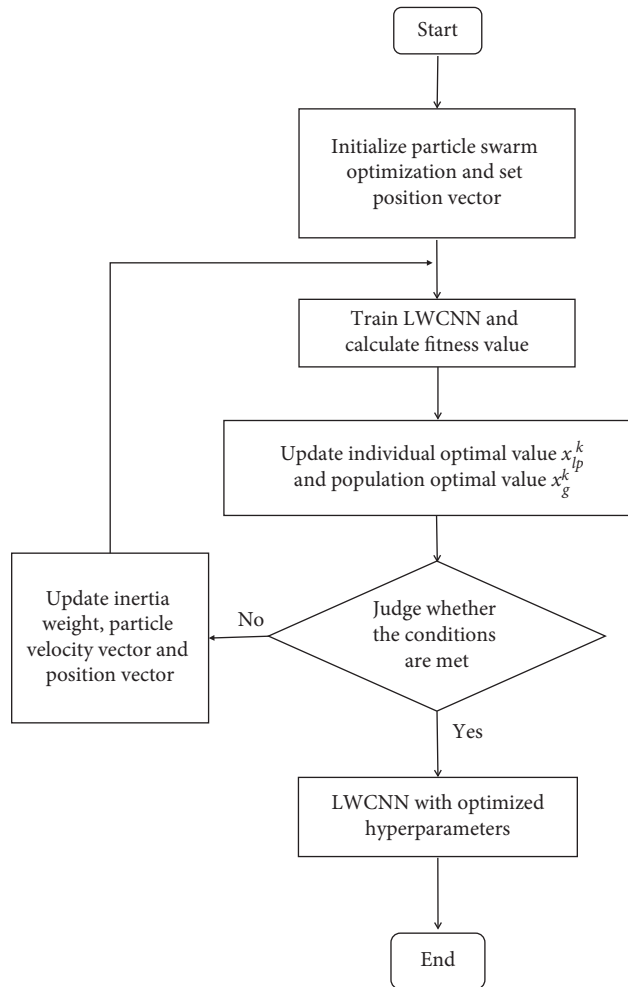 Start
Initialize particle swarm
optimization and set
position vector
Train LWCNN and
calculate fitness value
Update individual optimal value x_{lp}^{k}
and population optimal value x_{g}^{k}
Update inertia
weight, particle
velocity vector and
position vector
No
Judge whether
the conditions
are met
Yes
LWCNN with optimized
hyperparameters
End